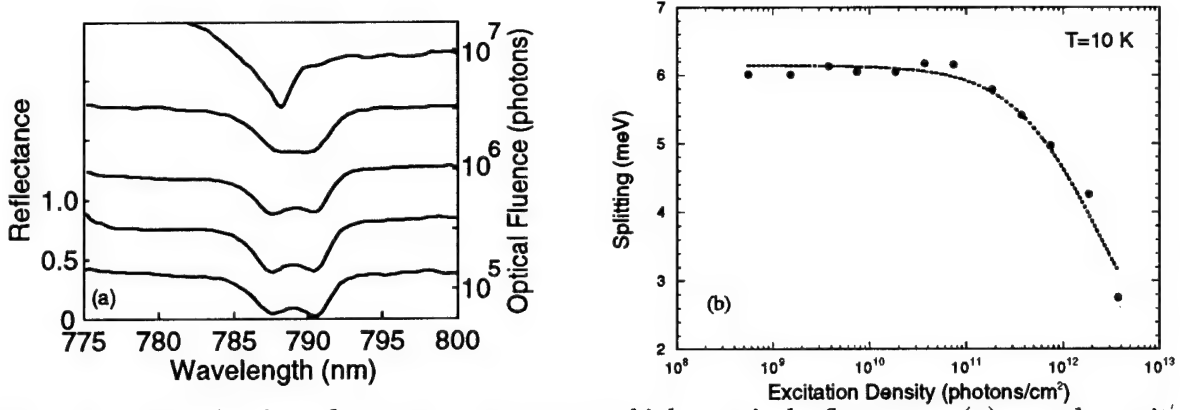 Reflectance
1.0
0.5
0
(a)
775 780 785 790 795 800
Wavelength (nm)
10^7
10^6
10^5
Optical Fluence (photons)
7
6
5
4
3
2
Splitting (meV)
T=10 K
(b)
10^8 10^9 10^10 10^11 10^12 10^13
Excitation Density (photons/cm²)